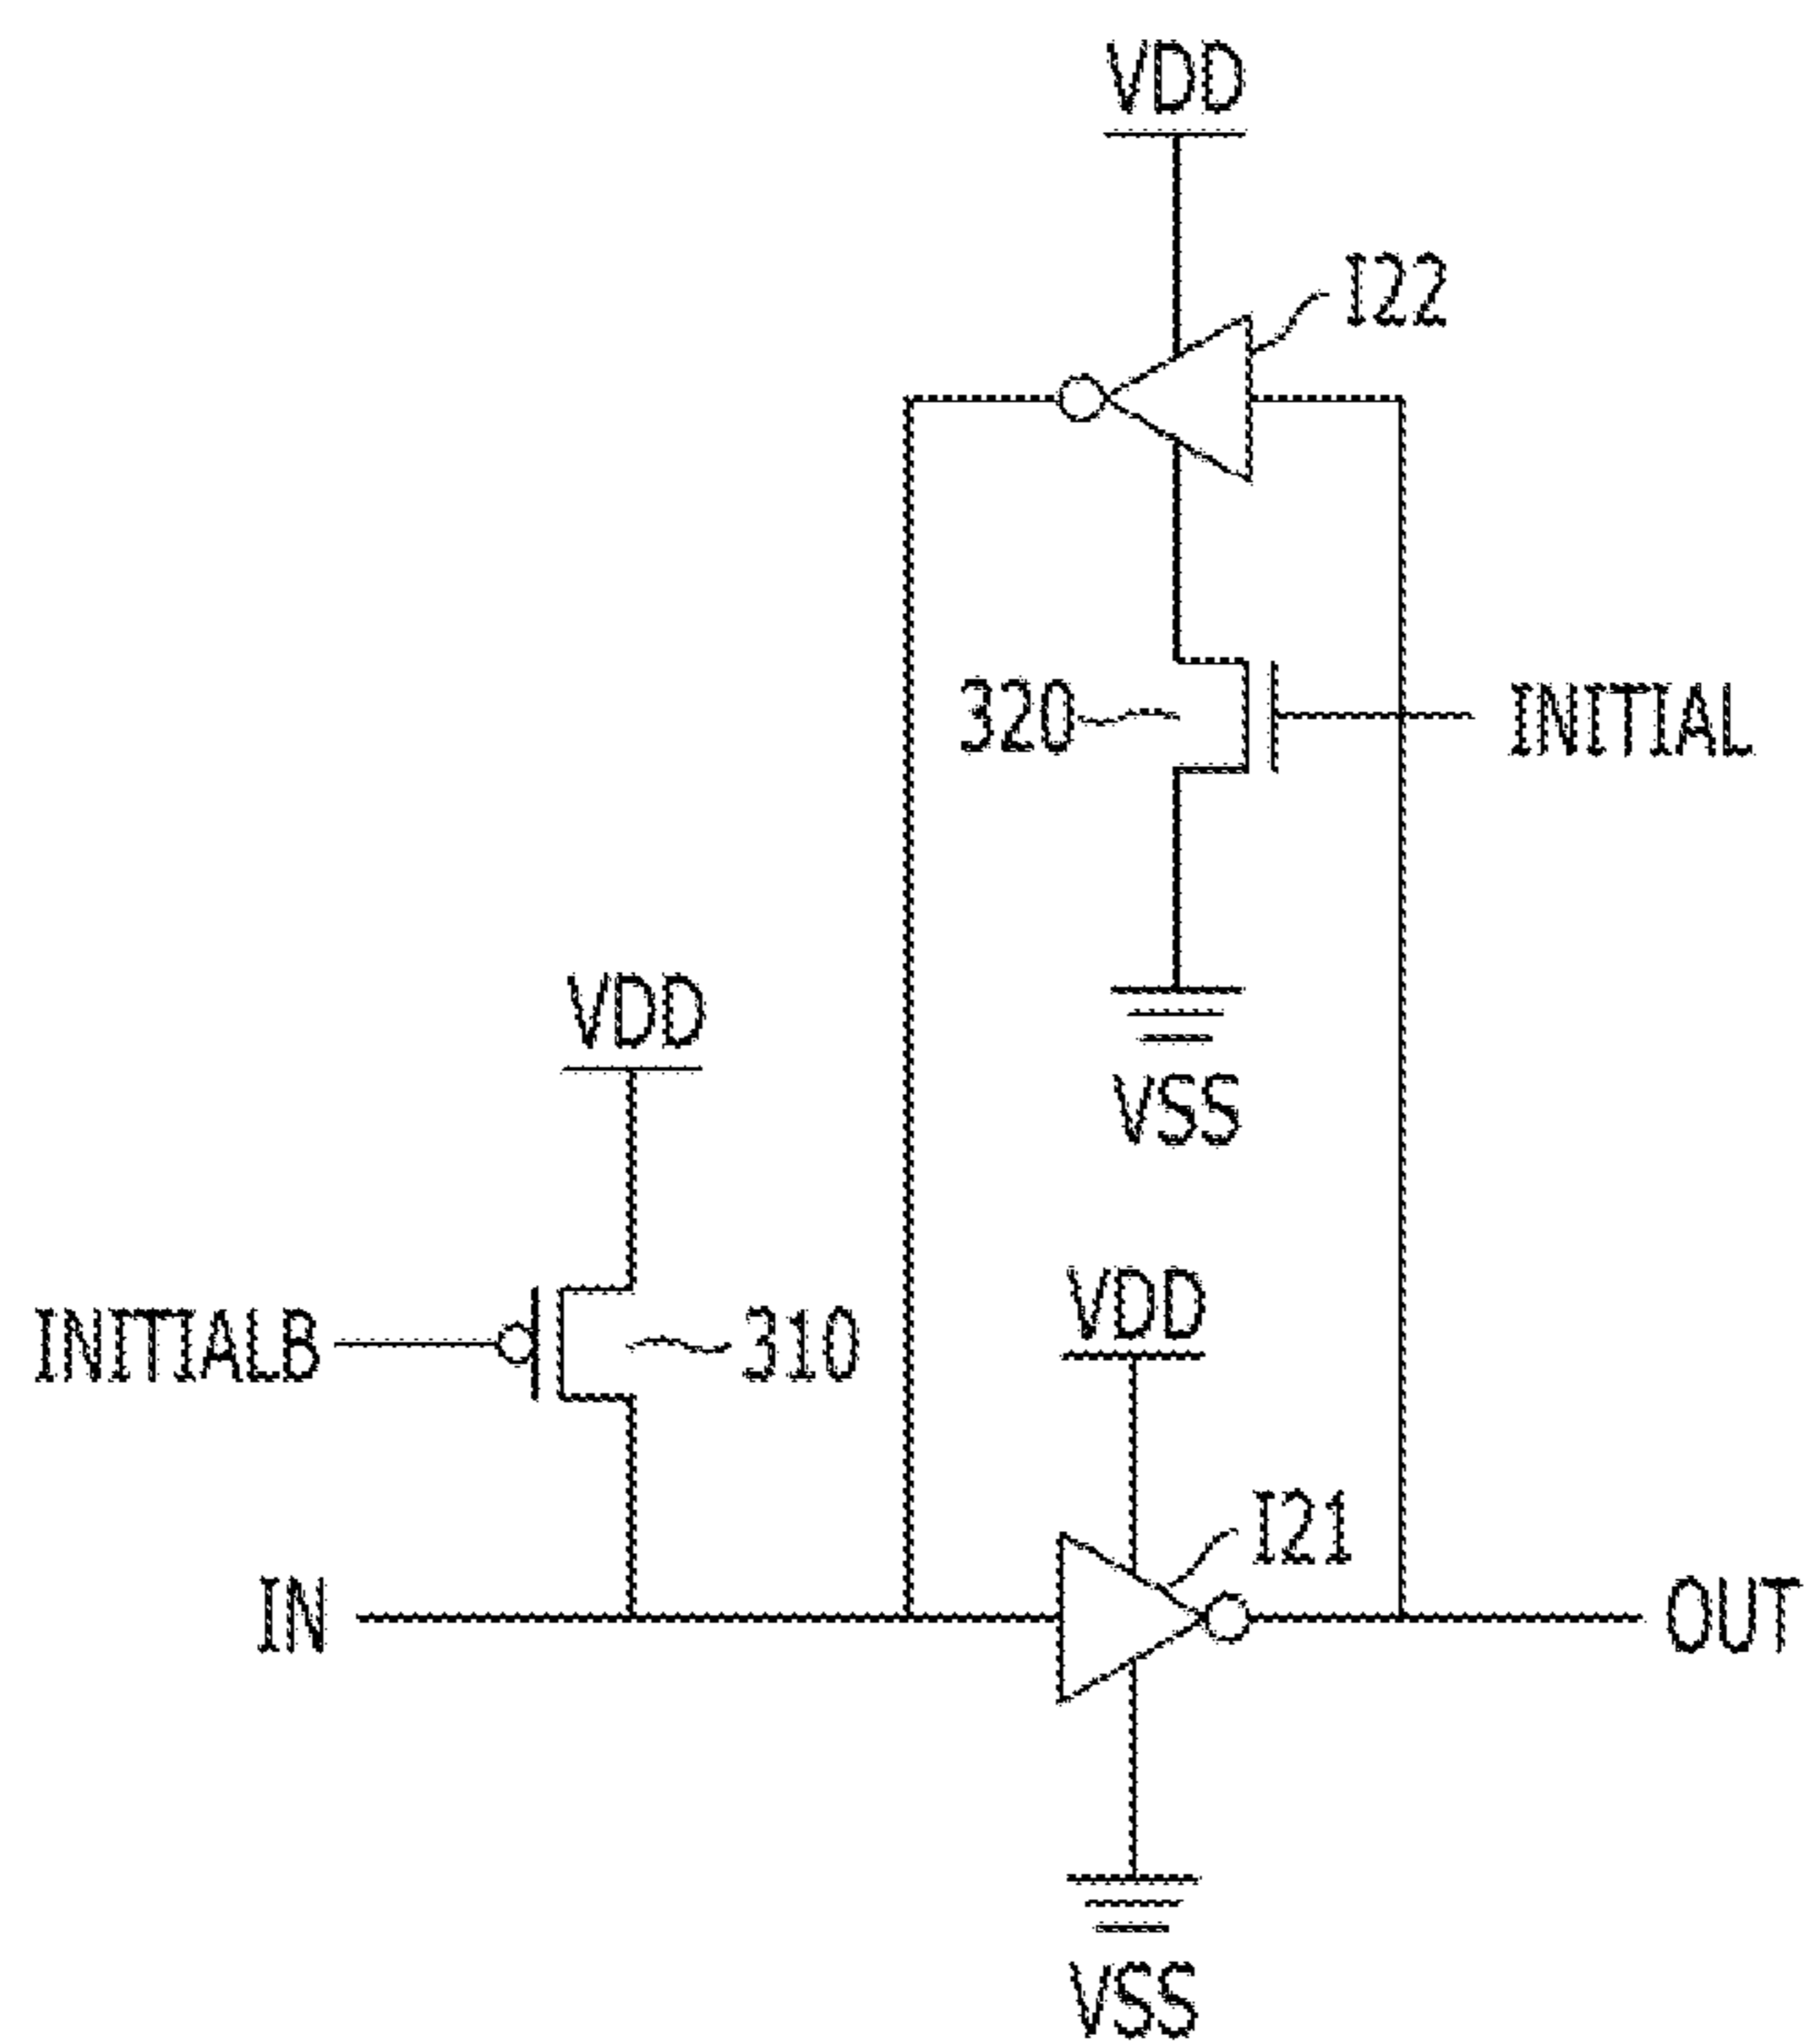 VDD
I22
320
INITIAL
VSS
VDD
INITIALB
310
VDD
I21
IN
OUT
VSS